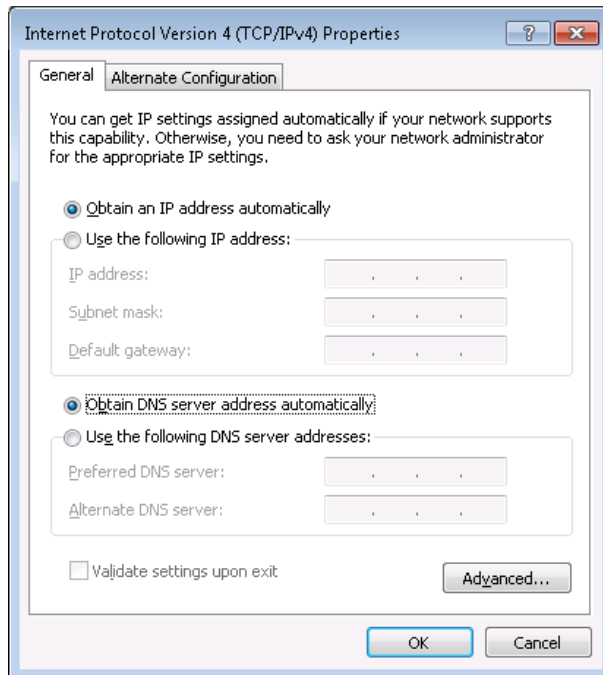 Internet Protocol Version 4 (TCP/IPv4) Properties
General
Alternate Configuration
You can get IP settings assigned automatically if your network supports
this capability. Otherwise, you need to ask your network administrator
for the appropriate IP settings.
Obtain an IP address automatically
Use the following IP address:
IP address:
Subnet mask:
Default gateway:
Obtain DNS server address automatically
Use the following DNS server addresses:
Preferred DNS server:
Alternate DNS server:
Validate settings upon exit
Advanced...
OK
Cancel